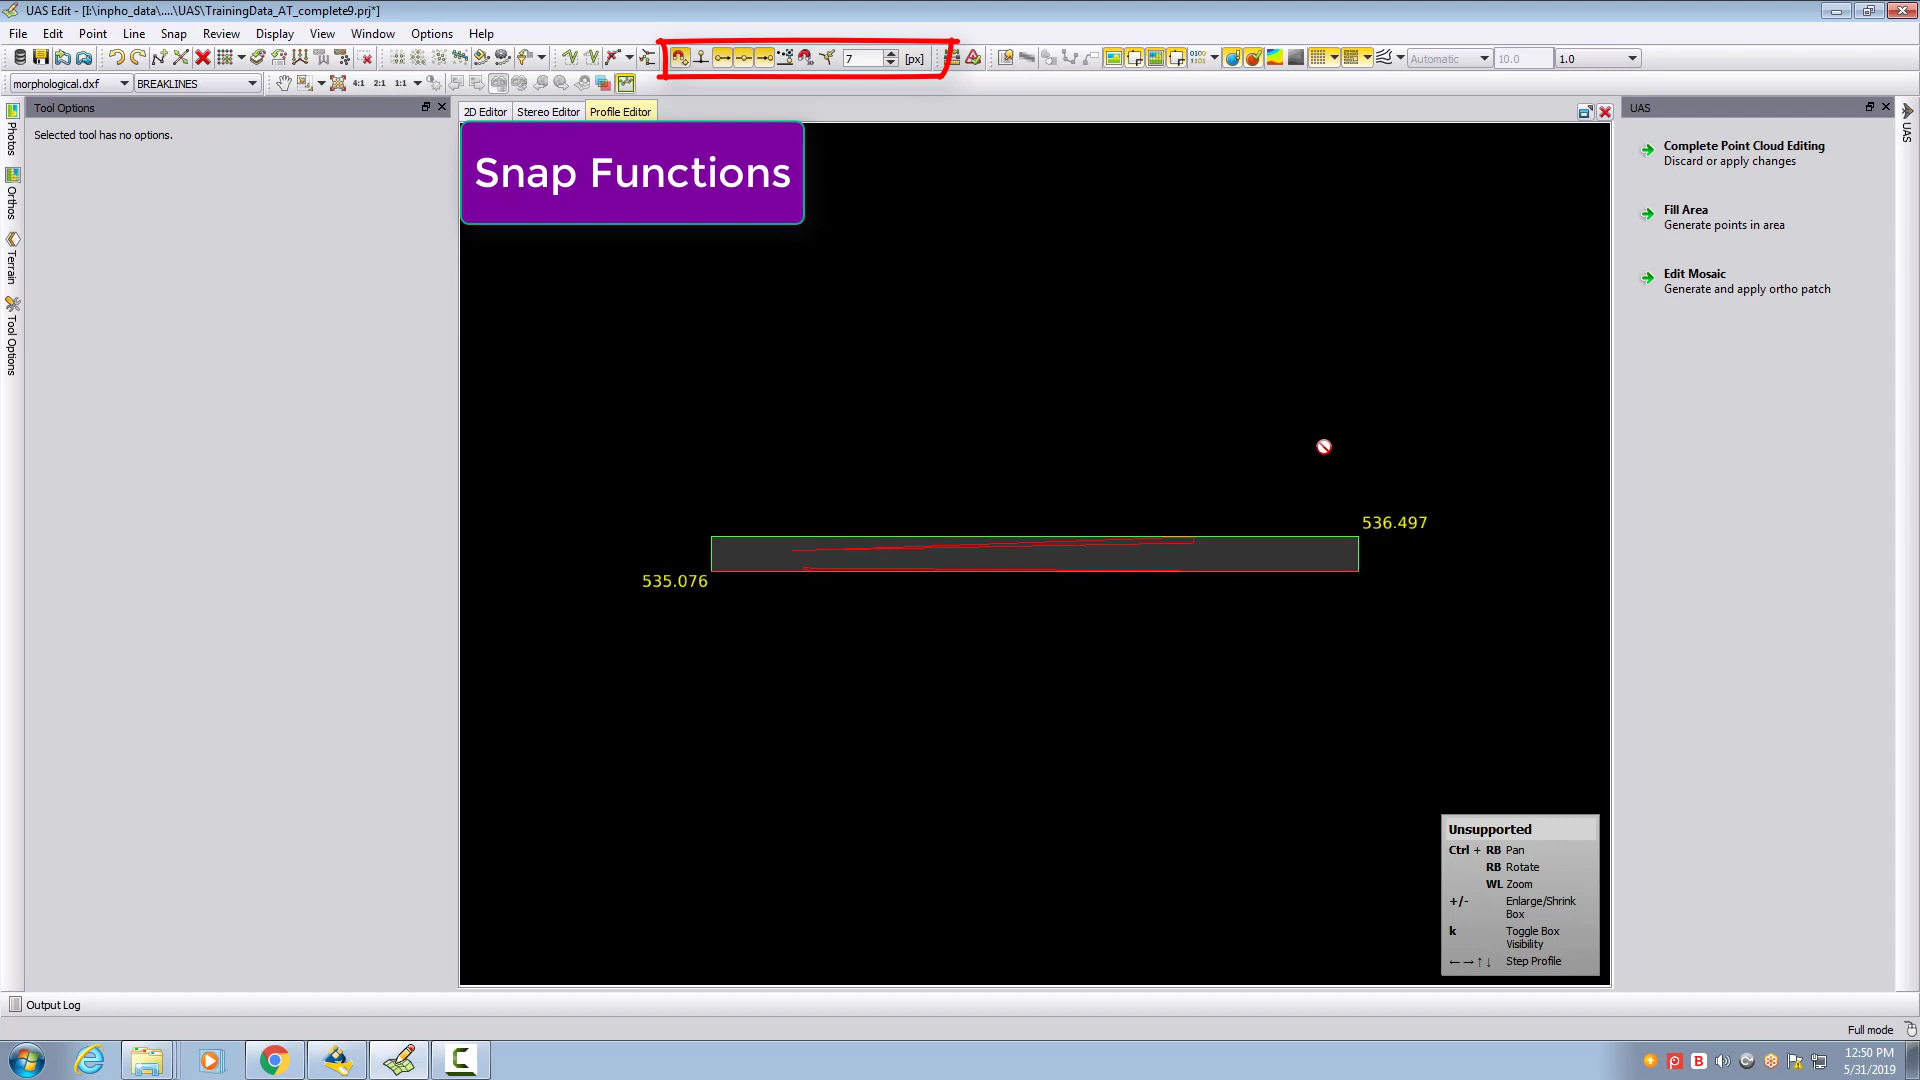 UAS Edit - [I:\inpho_data\....\UAS\TrainingData_AT_complete9.prj*]
File Edit Point Line Snap Review Display View Window Options Help
7 [px] Automatic 10.0 1.0
morphological.dxf BREAKLINES 4:1 2:1 1:1
Tool Options
Selected tool has no options.
Photos
Orthos
Terrain
Tool Options
2D Editor Stereo Editor Profile Editor
Snap Functions
536.497
535.076
Unsupported
Ctrl + RB Pan
RB Rotate
WL Zoom
+/- Enlarge/Shrink
Box
k Toggle Box
Visibility
←→↑↓ Step Profile
UAS
UAS
Complete Point Cloud Editing
Discard or apply changes
Fill Area
Generate points in area
Edit Mosaic
Generate and apply ortho patch
Output Log
Full mode
12:50 PM
5/31/2019